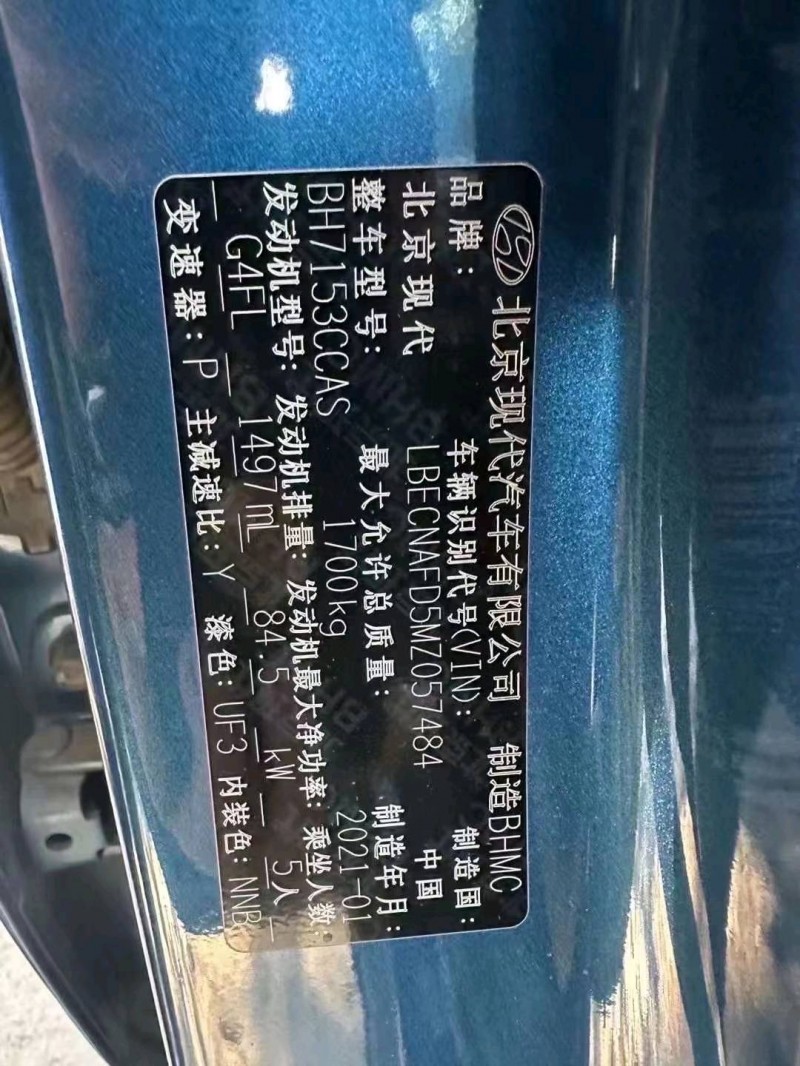 北京现代汽车有限公司 制造BHMC
品牌: 车辆识别代号(VIN): 制造国:
北京现代 LBECNAFD5MZ057484 中国
整车型号: 最大允许总质量: 制造年月:
BH7153CCAS 1700kg 2021-01
发动机型号: 发动机排量: 发动机最大净功率: 乘坐人数:
G4FL 1497ml 84.5 kW 5人
变速器: P 主减速比: Y 漆色: UF3 内装色: NNB